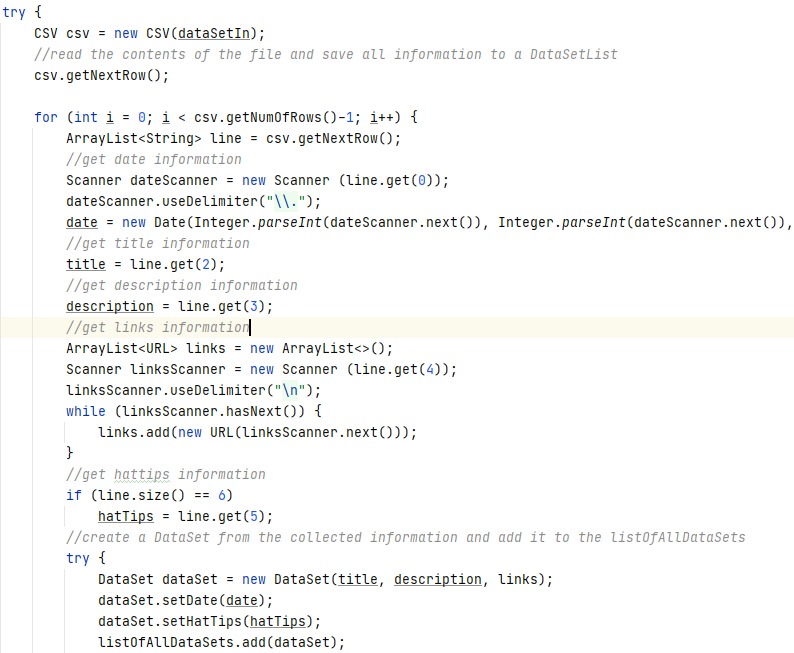 try {
    CSV csv = new CSV(dataSetIn);
    //read the contents of the file and save all information to a DataSetList
    csv.getNextRow();

    for (int i = 0; i < csv.getNumOfRows()-1; i++) {
        ArrayList<String> line = csv.getNextRow();
        //get date information
        Scanner dateScanner = new Scanner (line.get(0));
        dateScanner.useDelimiter("\\.");
        date = new Date(Integer.parseInt(dateScanner.next()), Integer.parseInt(dateScanner.next()),
        //get title information
        title = line.get(2);
        //get description information
        description = line.get(3);
        //get links information
        ArrayList<URL> links = new ArrayList<>();
        Scanner linksScanner = new Scanner (line.get(4));
        linksScanner.useDelimiter("\n");
        while (linksScanner.hasNext()) {
            links.add(new URL(linksScanner.next()));
        }
        //get hattips information
        if (line.size() == 6)
            hatTips = line.get(5);
        //create a DataSet from the collected information and add it to the listOfAllDataSets
        try {
            DataSet dataSet = new DataSet(title, description, links);
            dataSet.setDate(date);
            dataSet.setHatTips(hatTips);
            listOfAllDataSets.add(dataSet);